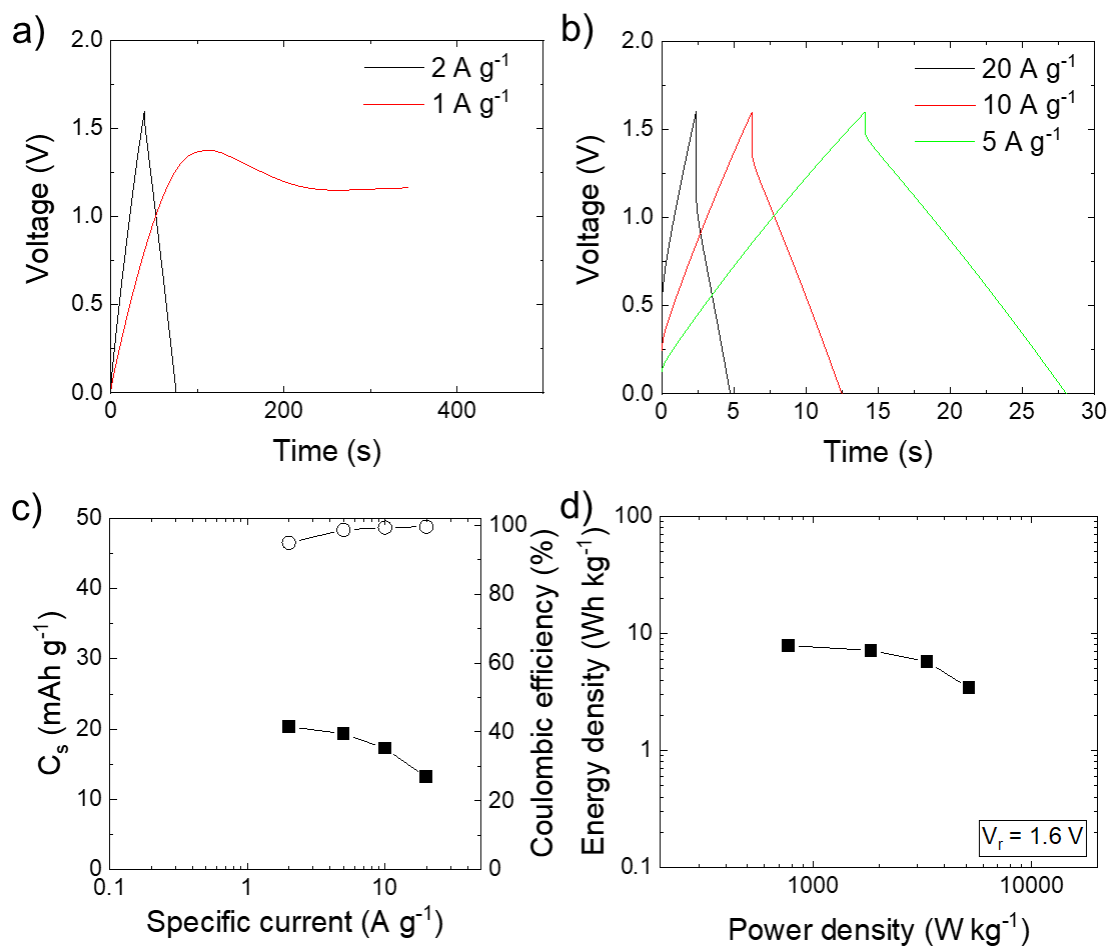 a)
2.0
1.5
1.0
0.5
0.0
Voltage (V)
2 A g⁻¹
1 A g⁻¹
0
200
400
Time (s)
b)
2.0
1.5
1.0
0.5
0.0
Voltage (V)
20 A g⁻¹
10 A g⁻¹
5 A g⁻¹
0
5
10
15
20
25
30
Time (s)
c)
50
40
30
20
10
0
Cₛ (mAh g⁻¹)
100
80
60
40
20
0
Coulombic efficiency (%)
0.1
1
10
Specific current (A g⁻¹)
d)
100
10
1
0.1
Energy density (Wh kg⁻¹)
Vᵣ = 1.6 V
1000
10000
Power density (W kg⁻¹)